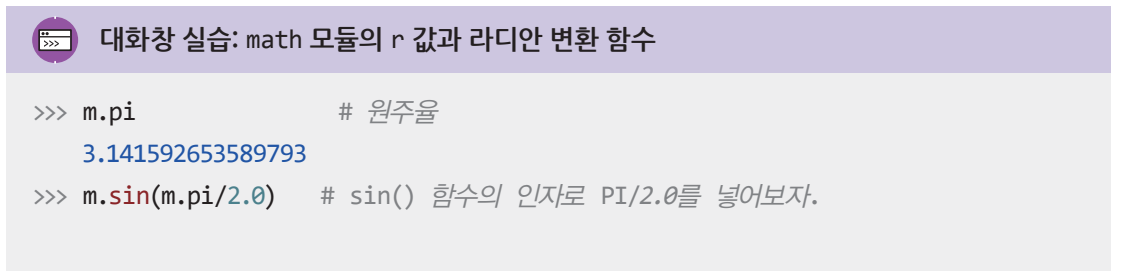 >>>
대화창 실습: math 모듈의 r 값과 라디안 변환 함수
>>> m.pi # 원주율
3.141592653589793
>>> m.sin(m.pi/2.0) # sin() 함수의 인자로 PI/2.0를 넣어보자.